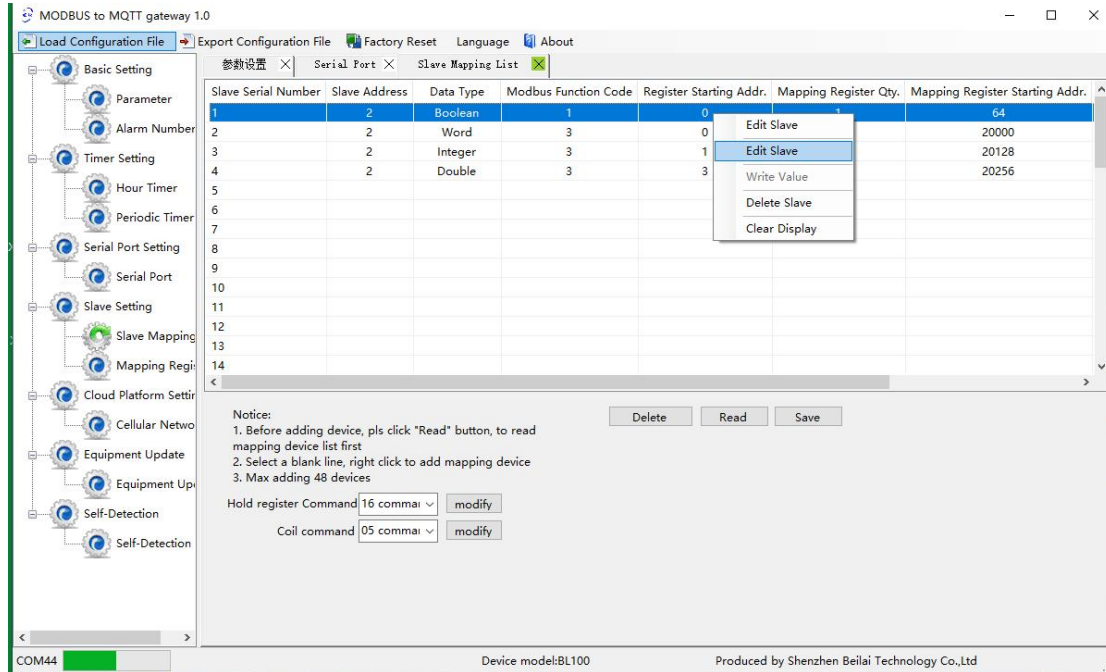 MODBUS to MQTT gateway 1.0
Load Configuration File Export Configuration File Factory Reset Language About
Basic Setting
Parameter
Alarm Number
Timer Setting
Hour Timer
Periodic Timer
Serial Port Setting
Serial Port
Slave Setting
Slave Mapping
Mapping Regi
Cloud Platform Settir
Cellular Netwo
Equipment Update
Equipment Up
Self-Detection
Self-Detection
参数设置 Serial Port Slave Mapping List
Slave Serial Number Slave Address Data Type Modbus Function Code Register Starting Addr. Mapping Register Qty. Mapping Register Starting Addr.
1 2 Boolean 1 0 1 64
2 2 Word 3 0 20000
3 2 Integer 3 1 20128
4 2 Double 3 3 20256
5
6
7
8
9
10
11
12
13
14
Edit Slave
Edit Slave
Write Value
Delete Slave
Clear Display
Notice:
1. Before adding device, pls click "Read" button, to read
mapping device list first
2. Select a blank line, right click to add mapping device
3. Max adding 48 devices
Delete Read Save
Hold register Command 16 commai modify
Coil command 05 commai modify
COM44 Device model:BL100 Produced by Shenzhen Beilai Technology Co.,Ltd